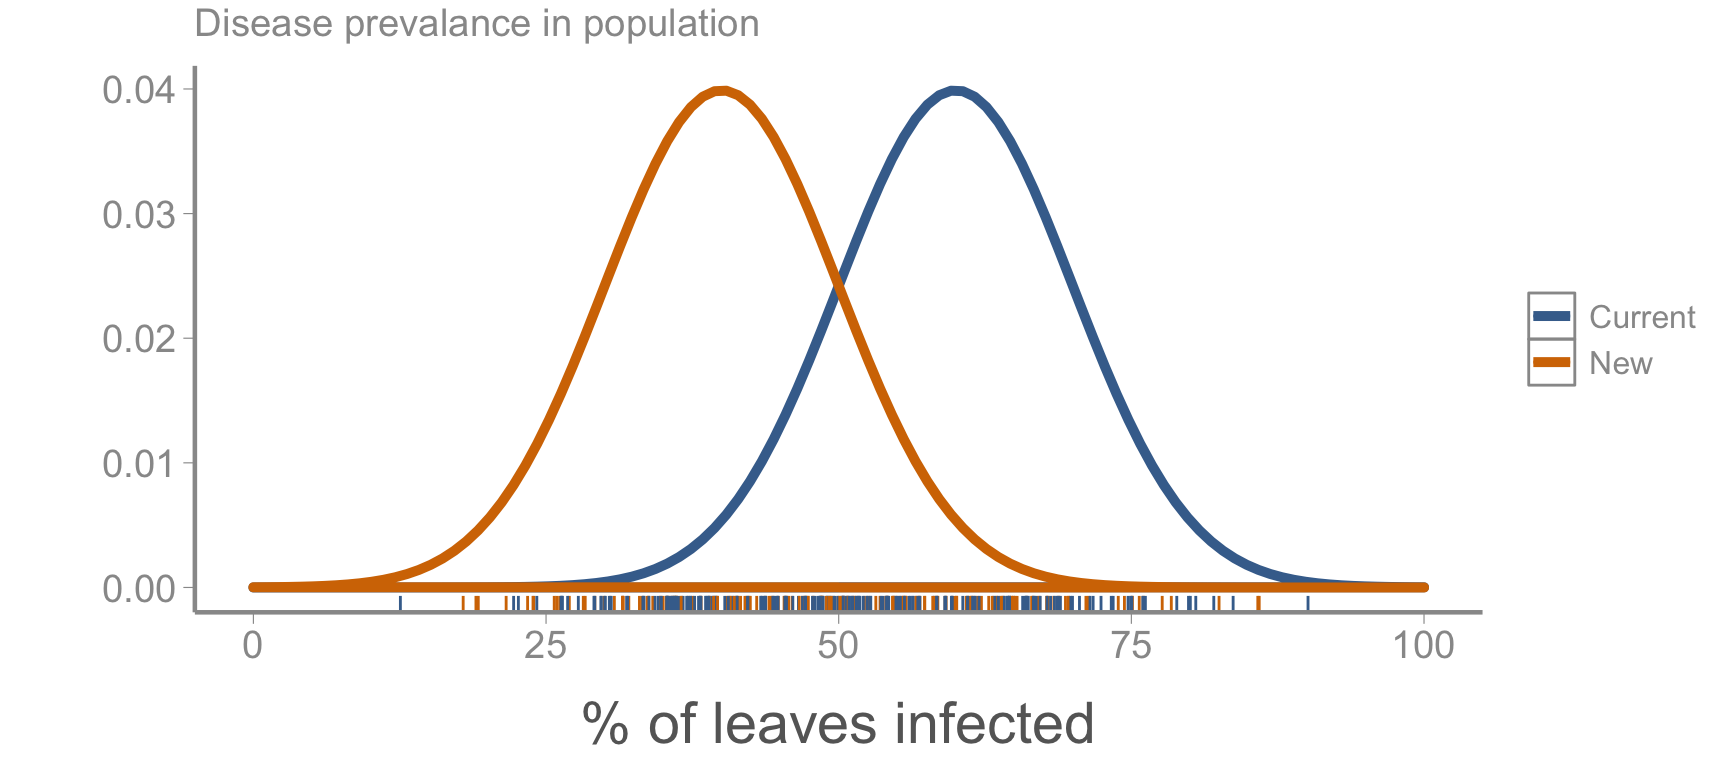 Disease prevalance in population
0.04
0.03
0.02
0.01
0.00
0 25 50 75 100
% of leaves infected
Current
New